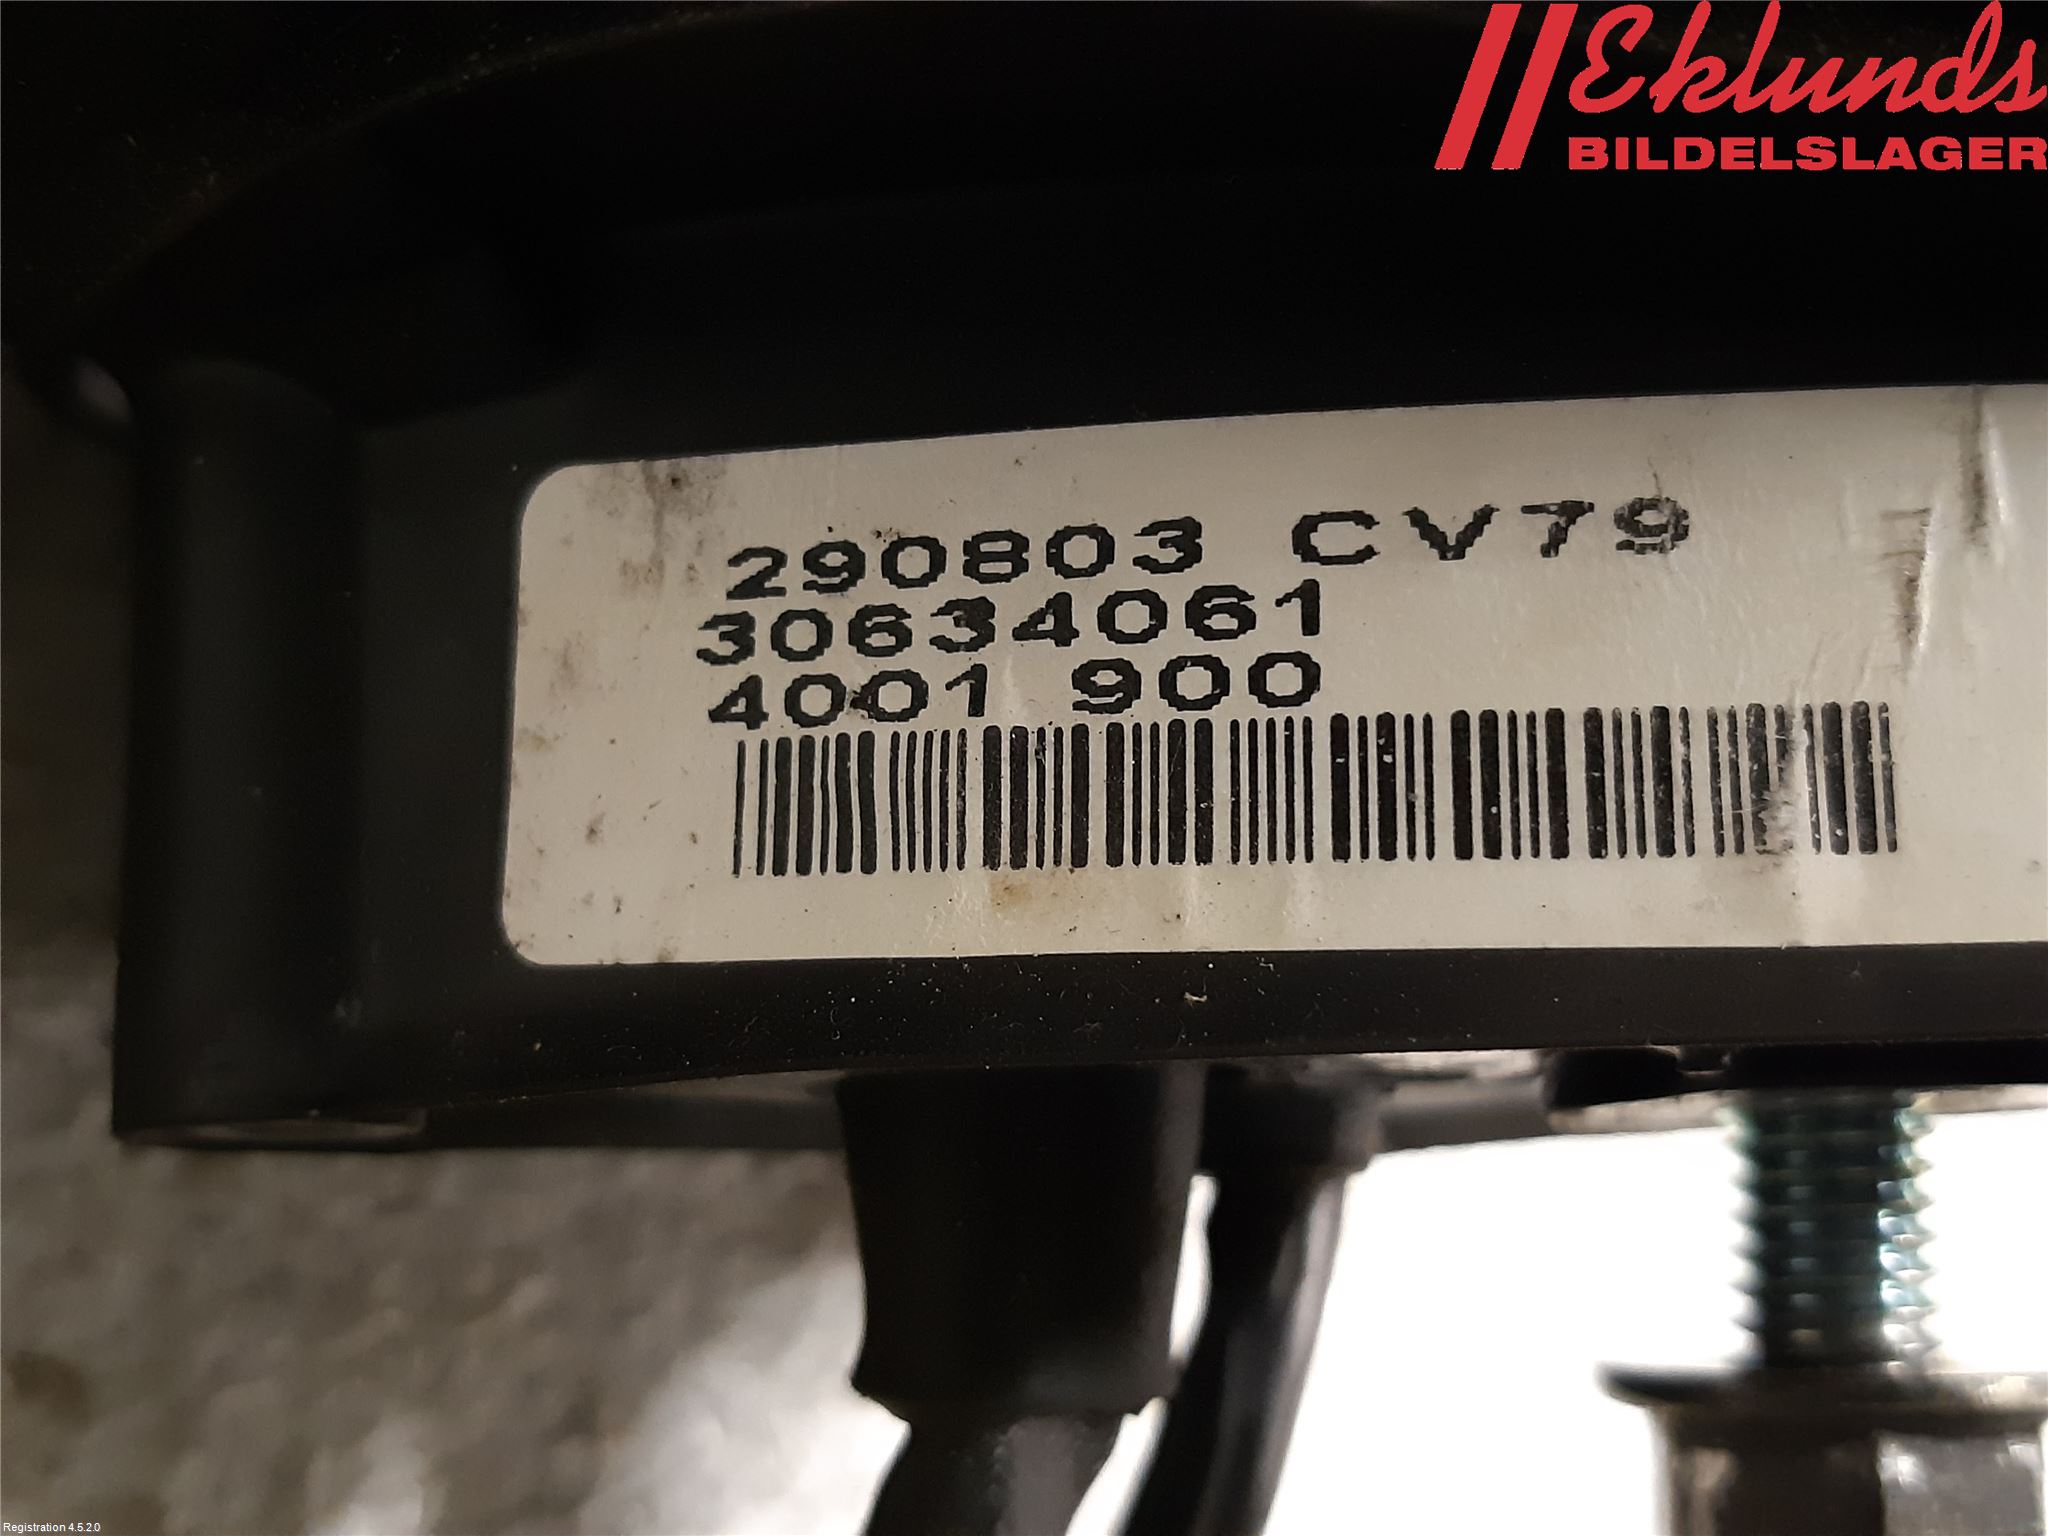 Eklunds
BILDELSLAGER
290803 CV79
30634061
4001 900
Registration 4.5.2.0